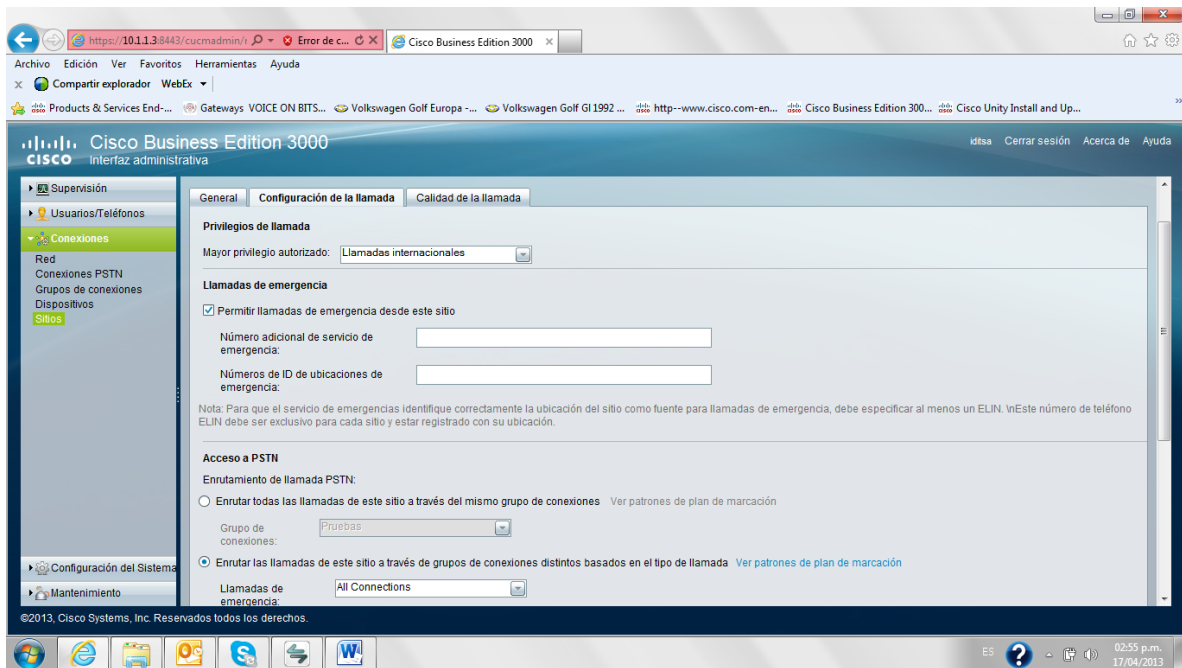 https://10.1.1.3:8443/cucmadmin/r
Error de c...
Cisco Business Edition 3000
Archivo Edición Ver Favoritos Herramientas Ayuda
x Compartir explorador WebEx
Products & Services End-... Gateways VOICE ON BITS... Volkswagen Golf Europa -... Volkswagen Golf Gl 1992 ... http--www.cisco.com-en... Cisco Business Edition 300... Cisco Unity Install and Up...
CISCO
Cisco Business Edition 3000
Interfaz administrativa
iditsa Cerrar sesión Acerca de Ayuda
Supervisión
Usuarios/Teléfonos
Conexiones
Red
Conexiones PSTN
Grupos de conexiones
Dispositivos
Sitios
Configuración del Sistema
Mantenimiento
General Configuración de la llamada Calidad de la llamada
Privilegios de llamada
Mayor privilegio autorizado: Llamadas internacionales
Llamadas de emergencia
Permitir llamadas de emergencia desde este sitio
Número adicional de servicio de
emergencia:
Números de ID de ubicaciones de
emergencia:
Nota: Para que el servicio de emergencias identifique correctamente la ubicación del sitio como fuente para llamadas de emergencia, debe especificar al menos un ELIN. \nEste número de teléfono
ELIN debe ser exclusivo para cada sitio y estar registrado con su ubicación.
Acceso a PSTN
Enrutamiento de llamada PSTN:
Enrutar todas las llamadas de este sitio a través del mismo grupo de conexiones Ver patrones de plan de marcación
Grupo de
conexiones:
Pruebas
Enrutar las llamadas de este sitio a través de grupos de conexiones distintos basados en el tipo de llamada Ver patrones de plan de marcación
Llamadas de
emergencia:
All Connections
©2013, Cisco Systems, Inc. Reservados todos los derechos.
ES
02:55 p.m.
17/04/2013